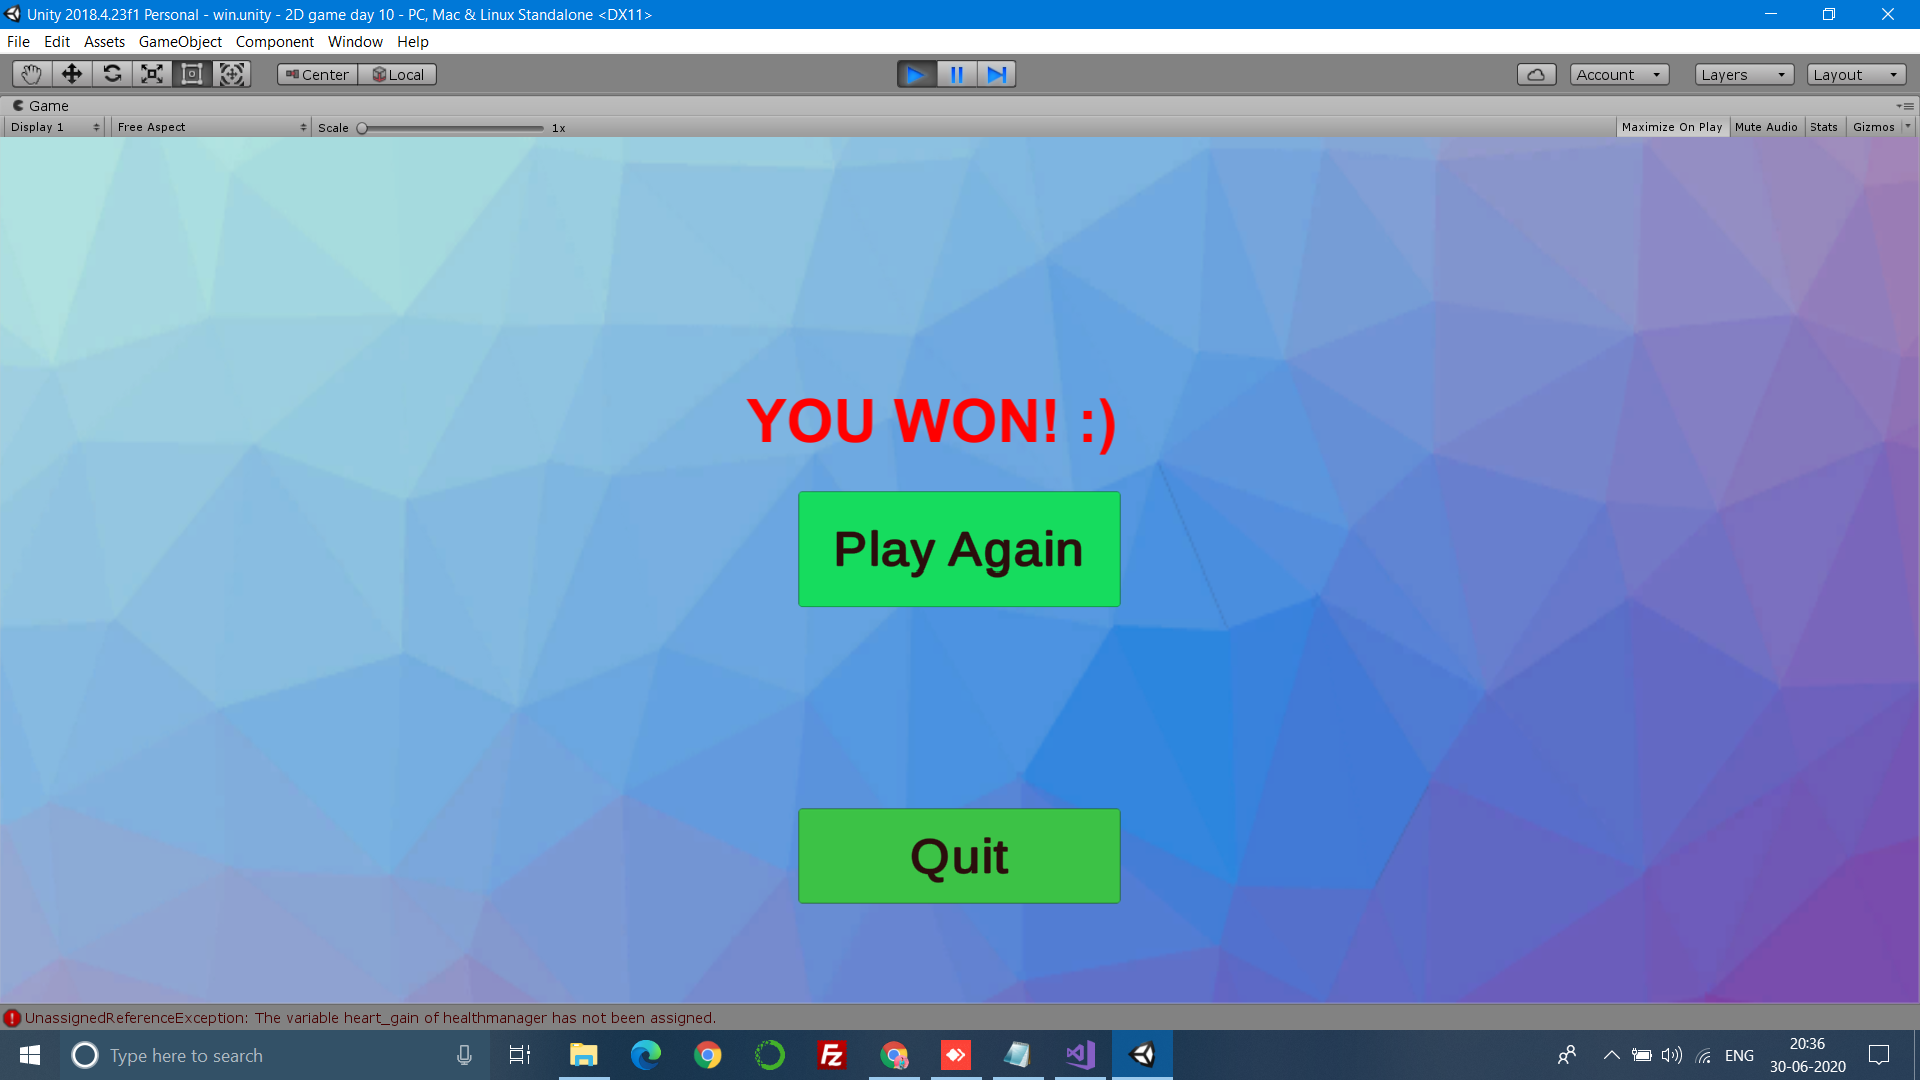 Unity 2018.4.23f1 Personal - win.unity - 2D game day 10 - PC, Mac & Linux Standalone <DX11>
File Edit Assets GameObject Component Window Help
Center Local Account Layers Layout
Game
Display 1 Free Aspect Scale 1x Maximize On Play Mute Audio Stats Gizmos
YOU WON! :)
Play Again
Quit
UnassignedReferenceException: The variable heart_gain of healthmanager has not been assigned.
Type here to search
Fz
ENG
20:36
30-06-2020